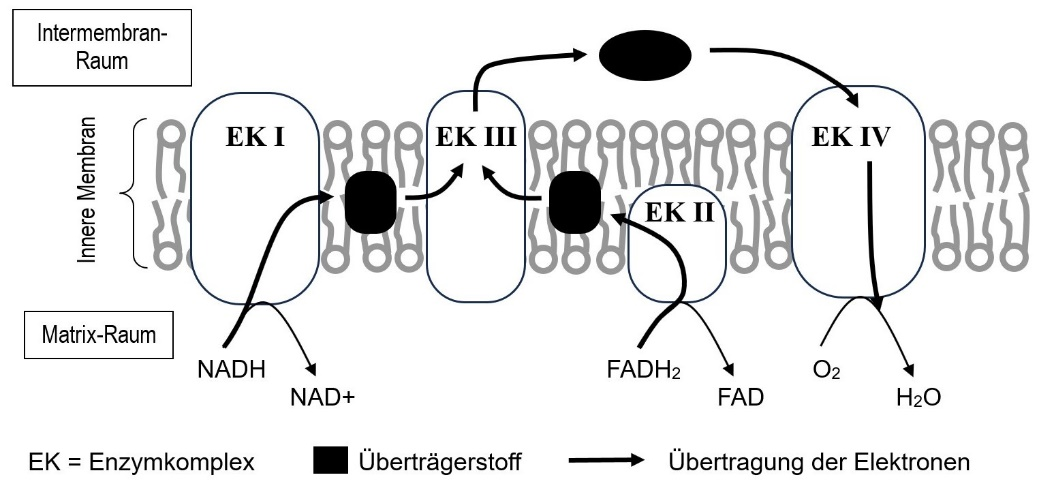 Intermembran-
Raum
EK I
EK III
EK IV
EK II
Innere Membran
Matrix-Raum
NADH
NAD+
FADH₂
FAD
O₂
H₂O
EK = Enzymkomplex
Überträgerstoff
Übertragung der Elektronen